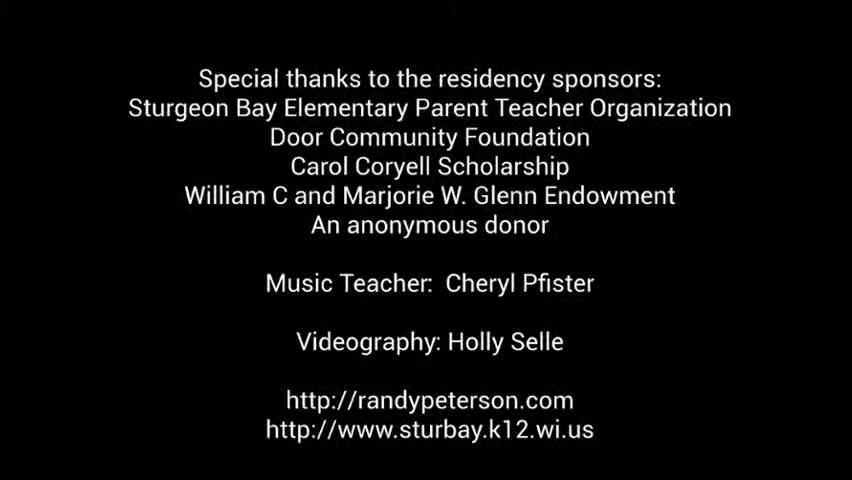 Special thanks to the residency sponsors:
Sturgeon Bay Elementary Parent Teacher Organization
Door Community Foundation
Carol Coryell Scholarship
William C and Marjorie W. Glenn Endowment
An anonymous donor
Music Teacher:  Cheryl Pfister
Videography: Holly Selle
http://randypeterson.com
http://www.sturbay.k12.wi.us